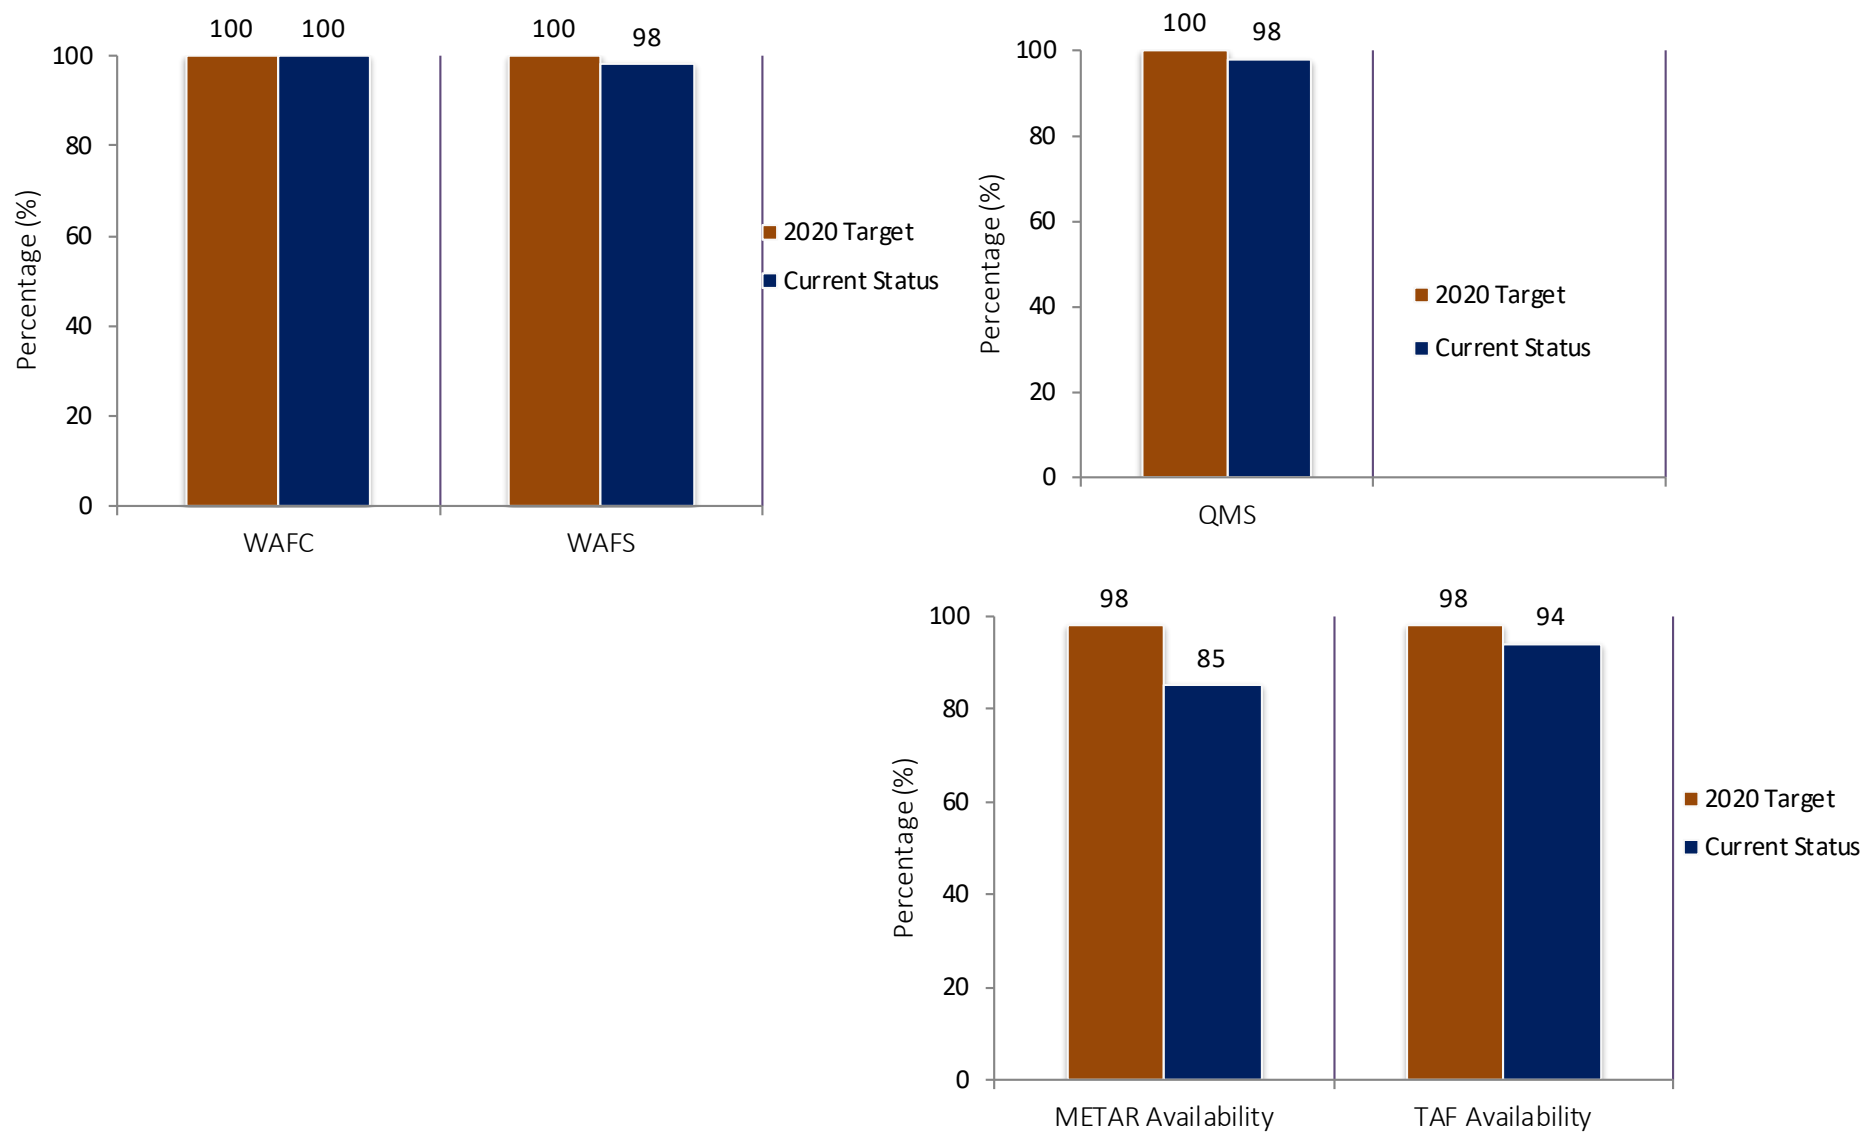 100 100 100 98
100
80
60
40
20
0
Percentage (%)
WAFC WAFS
2020 Target
Current Status
100 98
100
80
60
40
20
0
Percentage (%)
QMS
2020 Target
Current Status
98 85 98 94
100
80
60
40
20
0
Percentage (%)
METAR Availability TAF Availability
2020 Target
Current Status